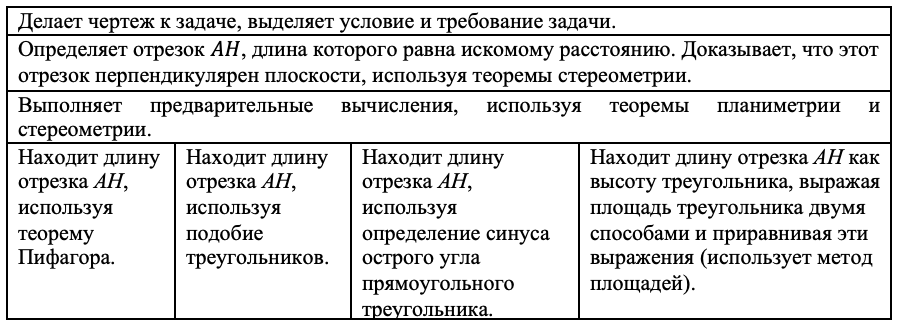 Делает чертеж к задаче, выделяет условие и требование задачи.
Определяет отрезок AH, длина которого равна искомому расстоянию. Доказывает, что этот
отрезок перпендикулярен плоскости, используя теоремы стереометрии.
Выполняет предварительные вычисления, используя теоремы планиметрии и
стереометрии.
Находит длину
отрезка AH,
используя
теорему
Пифагора.
Находит длину
отрезка AH,
используя
подобие
треугольников.
Находит длину
отрезка AH,
используя
определение синуса
острого угла
прямоугольного
треугольника.
Находит длину отрезка AH как
высоту треугольника, выражая
площадь треугольника двумя
способами и приравнивая эти
выражения (использует метод
площадей).